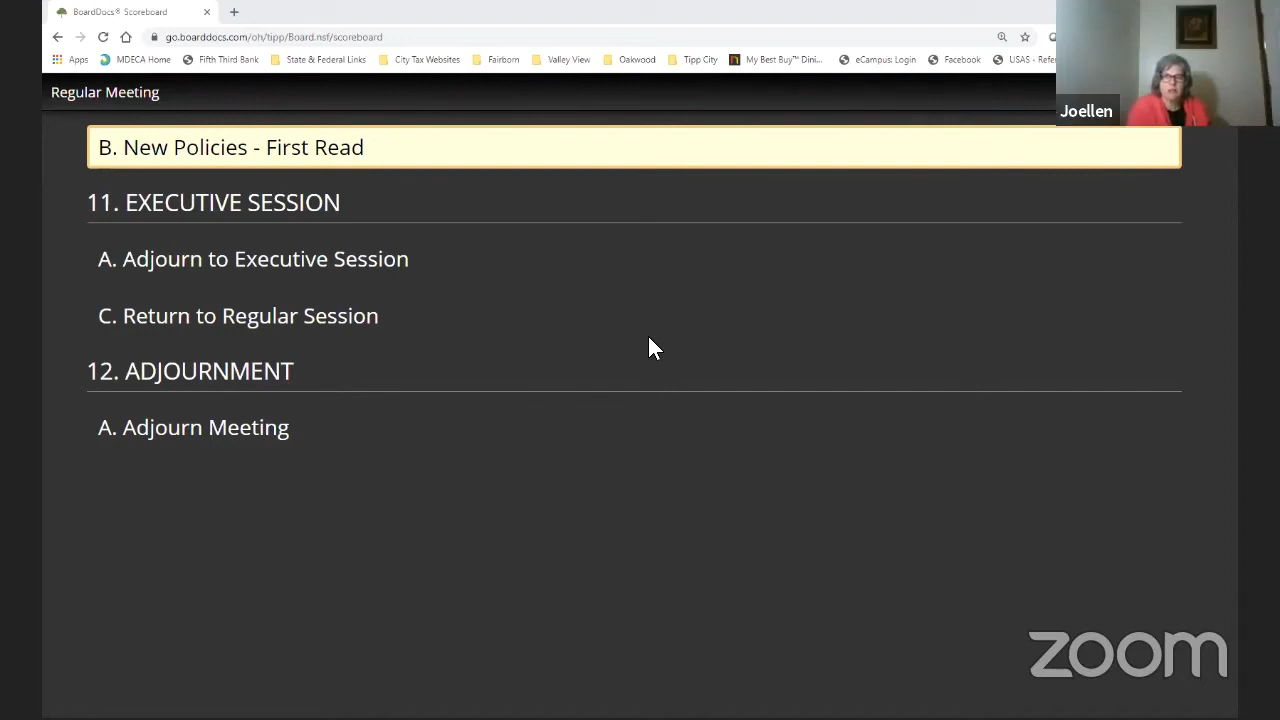 BoardDocs® Scoreboard
go.boarddocs.com/oh/tipp/Board.nsf/scoreboard
Apps MDECA Home Fifth Third Bank State & Federal Links City Tax Websites Fairborn Valley View Oakwood Tipp City My Best Buy™ Dini... eCampus: Login Facebook USAS - Refe
Regular Meeting
Joellen
B. New Policies - First Read
11. EXECUTIVE SESSION
A. Adjourn to Executive Session
C. Return to Regular Session
12. ADJOURNMENT
A. Adjourn Meeting
zoom